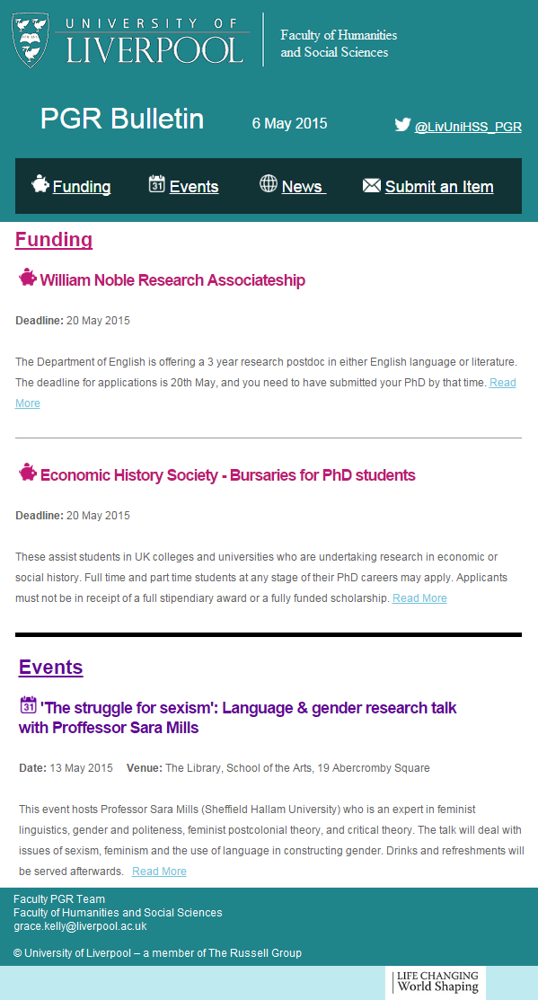 UNIVERSITY OF
LIVERPOOL
Faculty of Humanities
and Social Sciences
PGR Bulletin
6 May 2015
@LivUniHSS_PGR
Funding
31 Events
News
Submit an Item
Funding
William Noble Research Associateship
Deadline: 20 May 2015
The Department of English is offering a 3 year research postdoc in either English language or literature.
The deadline for applications is 20th May, and you need to have submitted your PhD by that time. Read
More
Economic History Society - Bursaries for PhD students
Deadline: 20 May 2015
These assist students in UK colleges and universities who are undertaking research in economic or
social history. Full time and part time students at any stage of their PhD careers may apply. Applicants
must not be in receipt of a full stipendiary award or a fully funded scholarship. Read More
Events
31 'The struggle for sexism': Language & gender research talk
with Proffessor Sara Mills
Date: 13 May 2015 Venue: The Library, School of the Arts, 19 Abercromby Square
This event hosts Professor Sara Mills (Sheffield Hallam University) who is an expert in feminist
linguistics, gender and politeness, feminist postcolonial theory, and critical theory. The talk will deal with
issues of sexism, feminism and the use of language in constructing gender. Drinks and refreshments will
be served afterwards. Read More
Faculty PGR Team
Faculty of Humanities and Social Sciences
grace.kelly@liverpool.ac.uk
© University of Liverpool – a member of The Russell Group
LIFE CHANGING
World Shaping